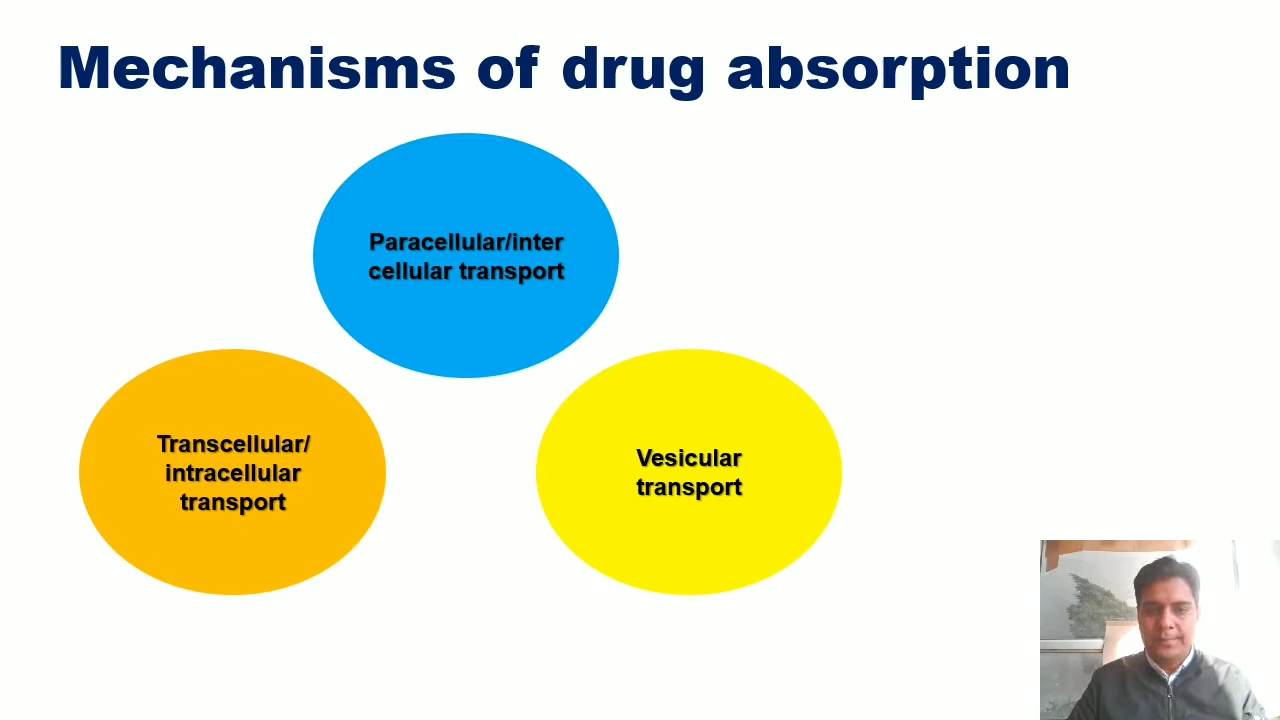 Mechanisms of drug absorption
Paracellular/inter
cellular transport
Transcellular/
intracellular
transport
Vesicular
transport